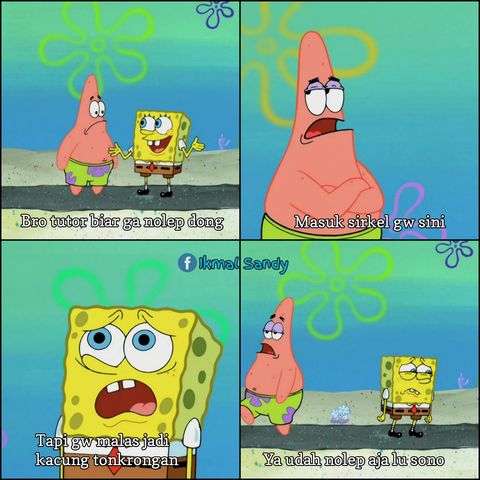 Bro tutor biar ga nolep dong
Masuk sirkel gw sini
f Ikmal Sandy
Tapi gw malas jadi
kacung tonkrongan
Ya udah nolep aja lu sono